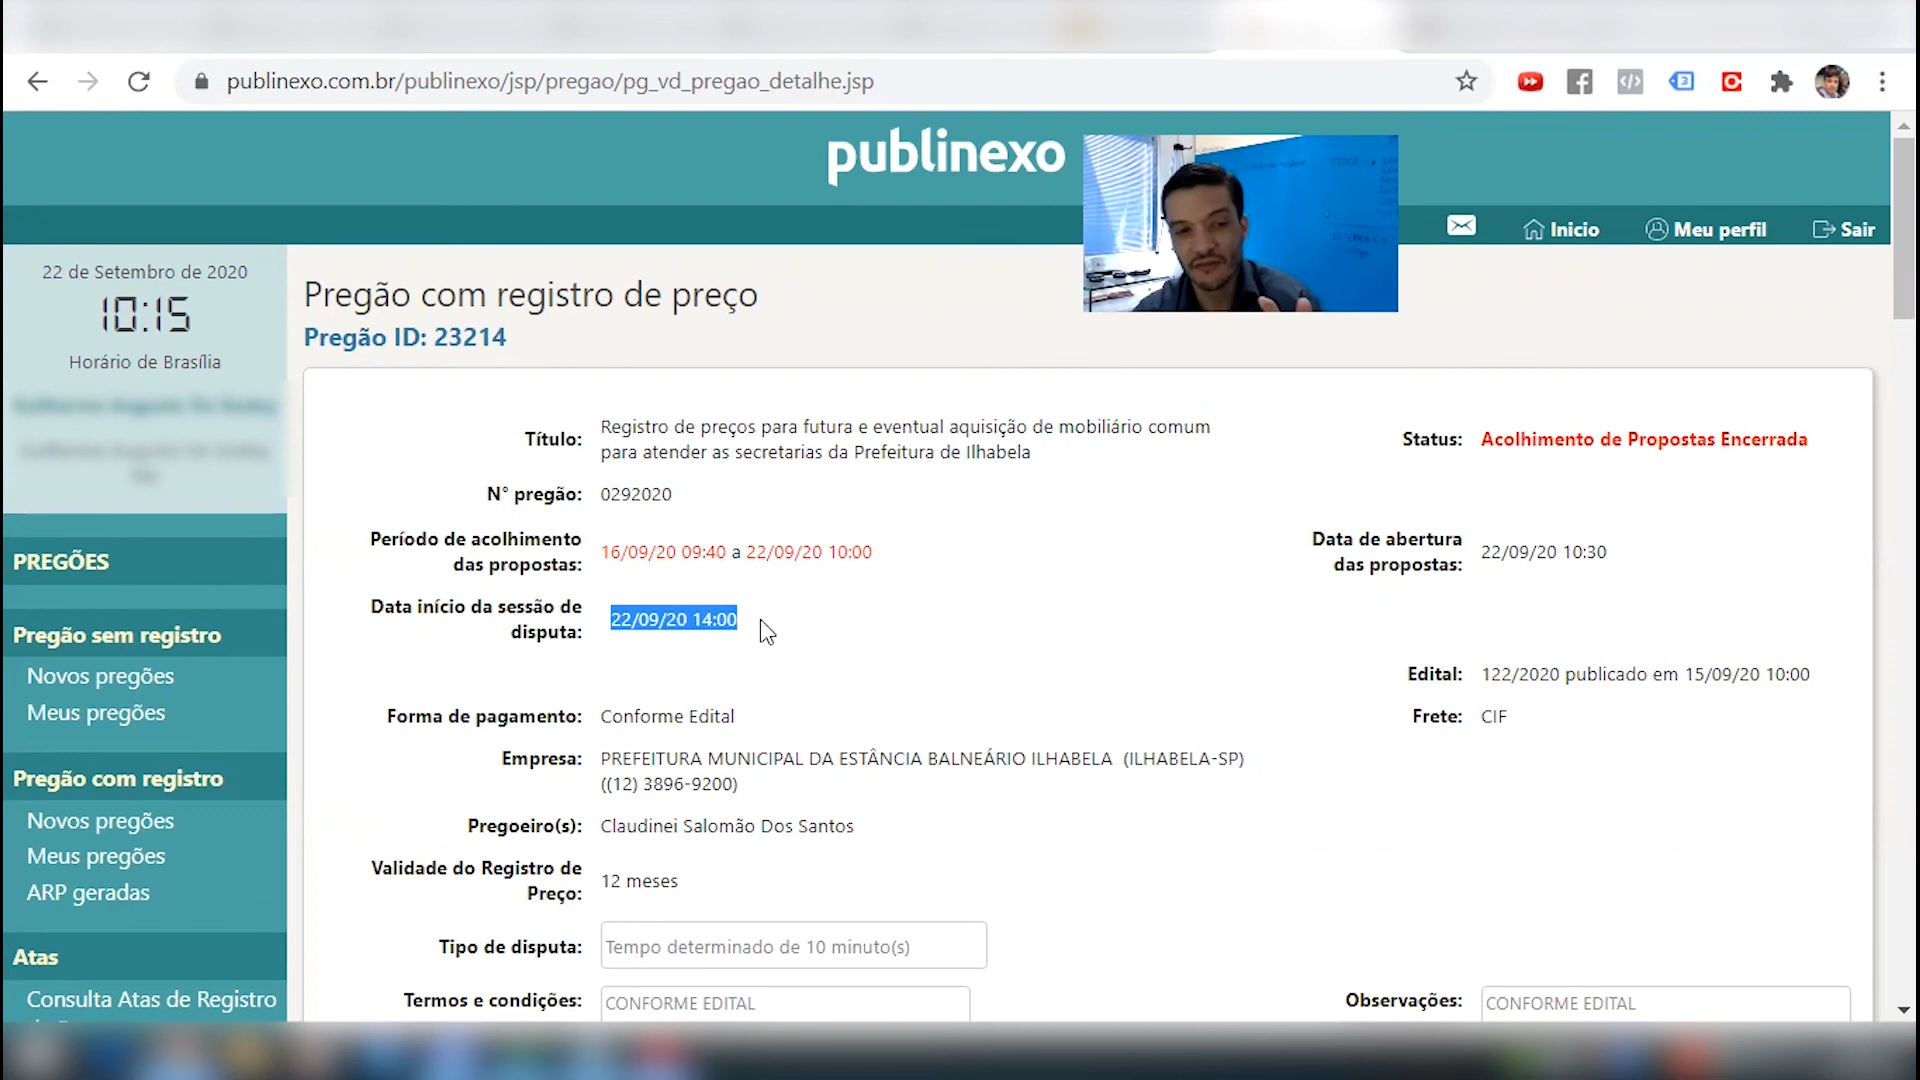 publinexo.com.br/publinexo/jsp/pregao/pg_vd_pregao_detalhe.jsp
publinexo
Inicio
Meu perfil
Sair
22 de Setembro de 2020
10:15
Horário de Brasília
PREGÕES
Pregão sem registro
Novos pregões
Meus pregões
Pregão com registro
Novos pregões
Meus pregões
ARP geradas
Atas
Consulta Atas de Registro
Pregão com registro de preço
Pregão ID: 23214
Título:
Registro de preços para futura e eventual aquisição de mobiliário comum
para atender as secretarias da Prefeitura de Ilhabela
Status:
Acolhimento de Propostas Encerrada
N° pregão:
0292020
Período de acolhimento
das propostas:
16/09/20 09:40 a 22/09/20 10:00
Data de abertura
das propostas:
22/09/20 10:30
Data início da sessão de
disputa:
22/09/20 14:00
Edital:
122/2020 publicado em 15/09/20 10:00
Forma de pagamento:
Conforme Edital
Frete:
CIF
Empresa:
PREFEITURA MUNICIPAL DA ESTÂNCIA BALNEÁRIO ILHABELA (ILHABELA-SP)
((12) 3896-9200)
Pregoeiro(s):
Claudinei Salomão Dos Santos
Validade do Registro de
Preço:
12 meses
Tipo de disputa:
Tempo determinado de 10 minuto(s)
Termos e condições:
CONFORME EDITAL
Observações:
CONFORME EDITAL